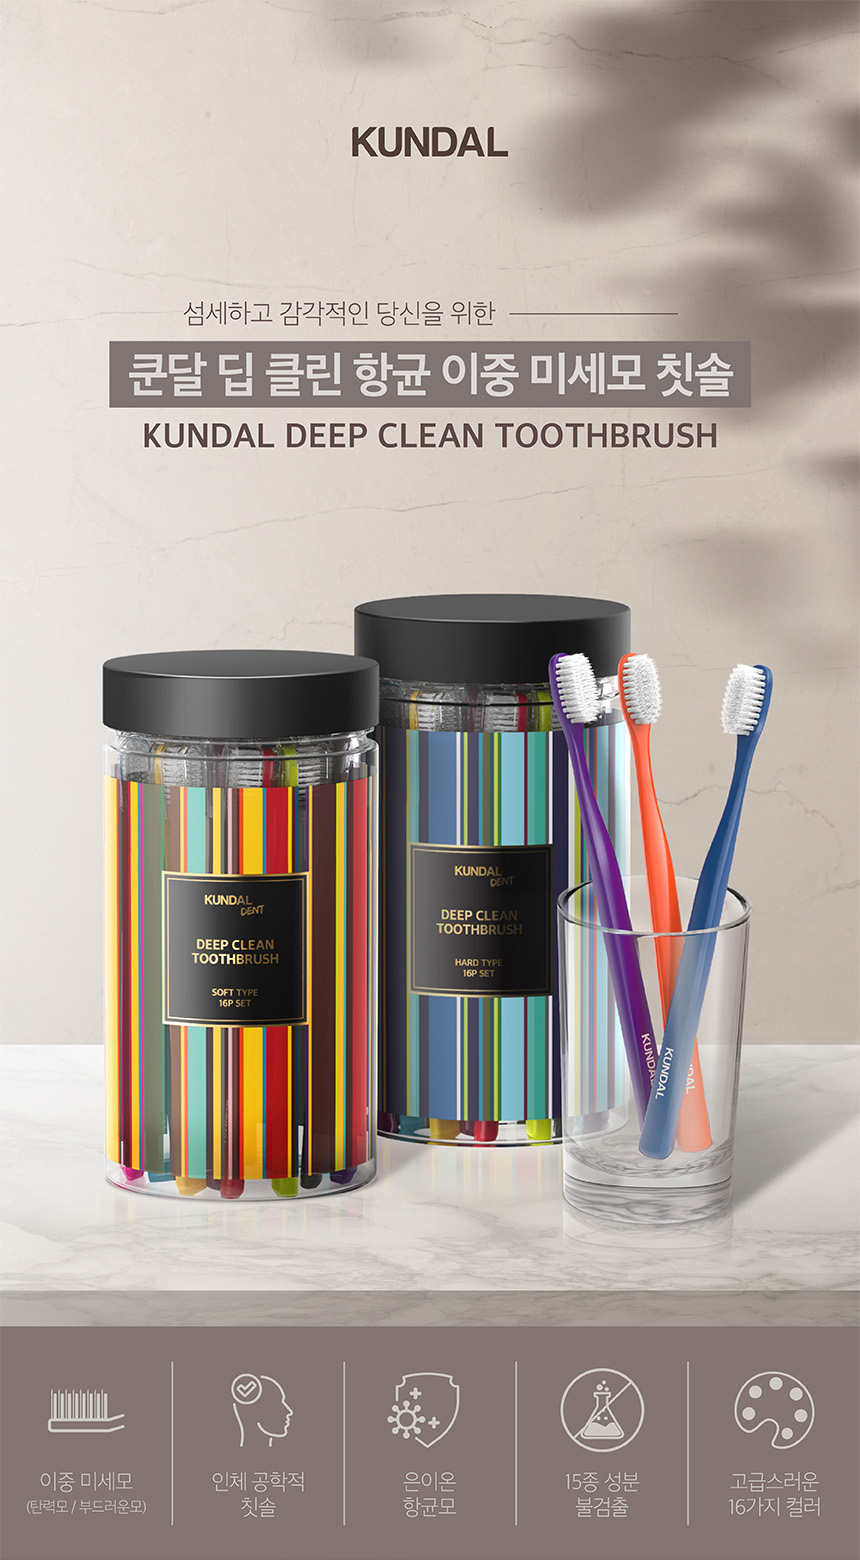 KUNDAL
섬세하고 감각적인 당신을 위한
쿤달 딥 클린 항균 이중 미세모 칫솔
KUNDAL DEEP CLEAN TOOTHBRUSH
KUNDAL
DENT
DEEP CLEAN
TOOTHBRUSH
HARD TYPE
16P SET
KUNDAL
DENT
DEEP CLEAN
TOOTHBRUSH
SOFT TYPE
16P SET
KUNDAL
KUNDAL
이중 미세모
(탄력모 / 부드러운모)
인체 공학적
칫솔
은이온
항균모
15종 성분
불검출
고급스러운
16가지 컬러